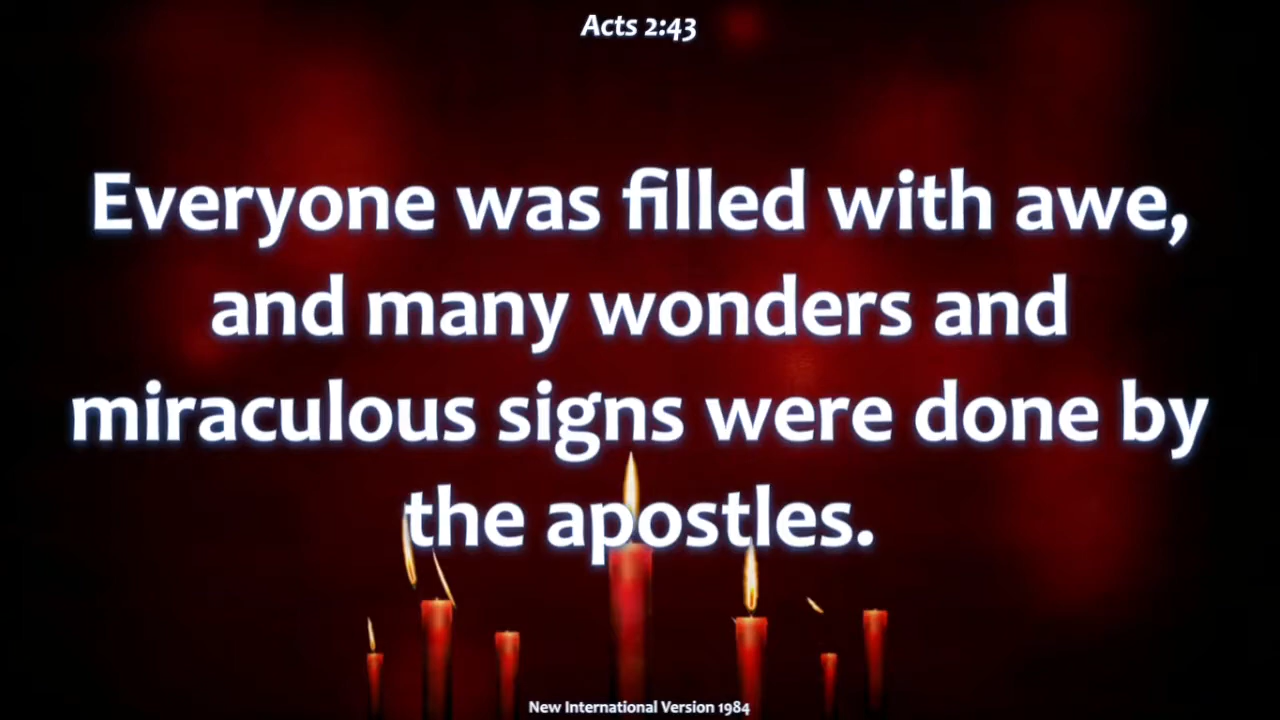 Acts 2:43
Everyone was filled with awe,
and many wonders and
miraculous signs were done by
the apostles.
New International Version 1984